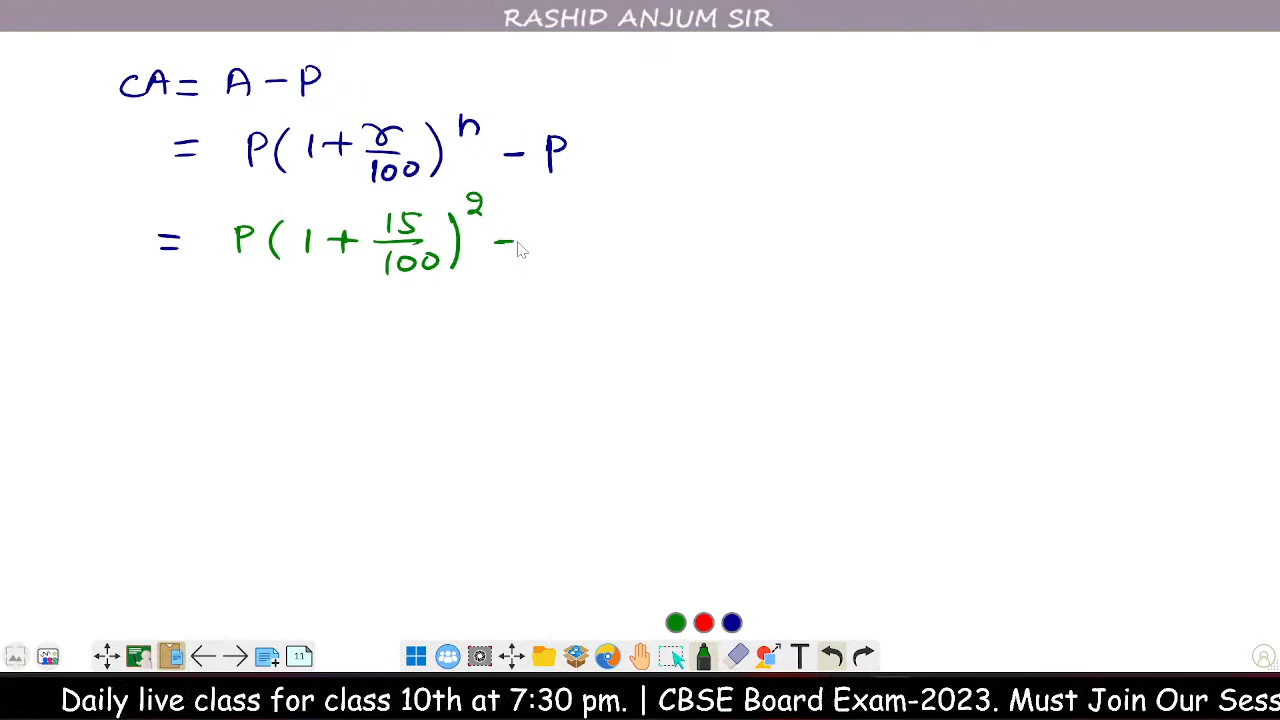 RASHID ANJUM SIR
CA = A - P
= P(1 + r/100)^n - P
= P(1 + 15/100)^2 -
11
Daily live class for class 10th at 7:30 pm. | CBSE Board Exam-2023. Must Join Our Sess